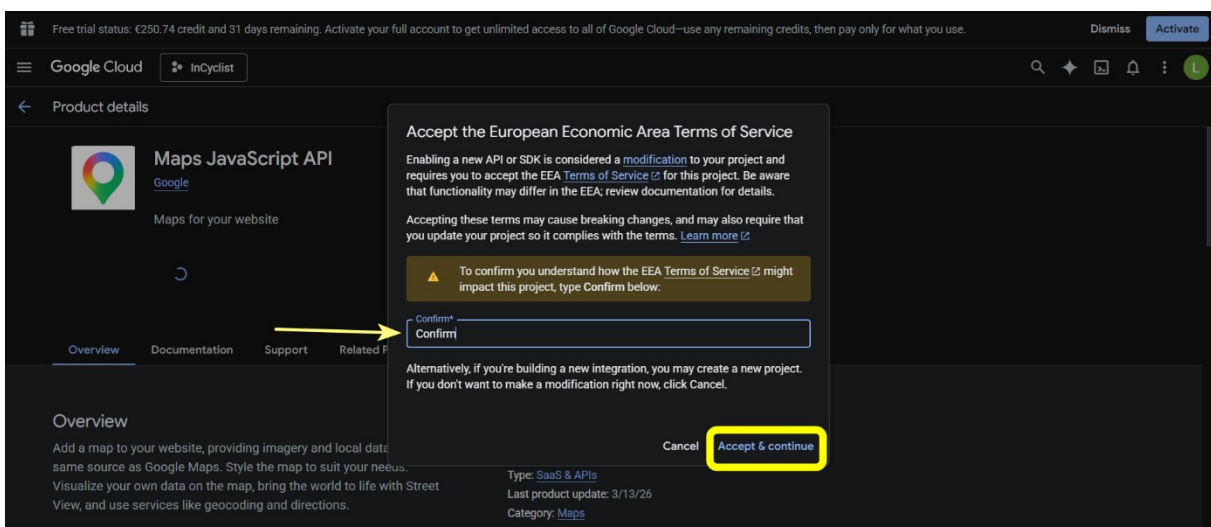 Free trial status: €250.74 credit and 31 days remaining. Activate your full account to get unlimited access to all of Google Cloud—use any remaining credits, then pay only for what you use.
Dismiss
Activate
Google Cloud
InCyclist
L
Product details
Maps JavaScript API
Google
Maps for your website
Overview
Documentation
Support
Related P
Overview
Add a map to your website, providing imagery and local data
same source as Google Maps. Style the map to suit your needs.
Visualize your own data on the map, bring the world to life with Street
View, and use services like geocoding and directions.
Accept the European Economic Area Terms of Service
Enabling a new API or SDK is considered a modification to your project and
requires you to accept the EEA Terms of Service for this project. Be aware
that functionality may differ in the EEA; review documentation for details.
Accepting these terms may cause breaking changes, and may also require that
you update your project so it complies with the terms. Learn more
To confirm you understand how the EEA Terms of Service might
impact this project, type Confirm below:
Confirm*
Confirm
Alternatively, if you're building a new integration, you may create a new project.
If you don't want to make a modification right now, click Cancel.
Cancel
Accept & continue
Type: SaaS & APIs
Last product update: 3/13/26
Category: Maps